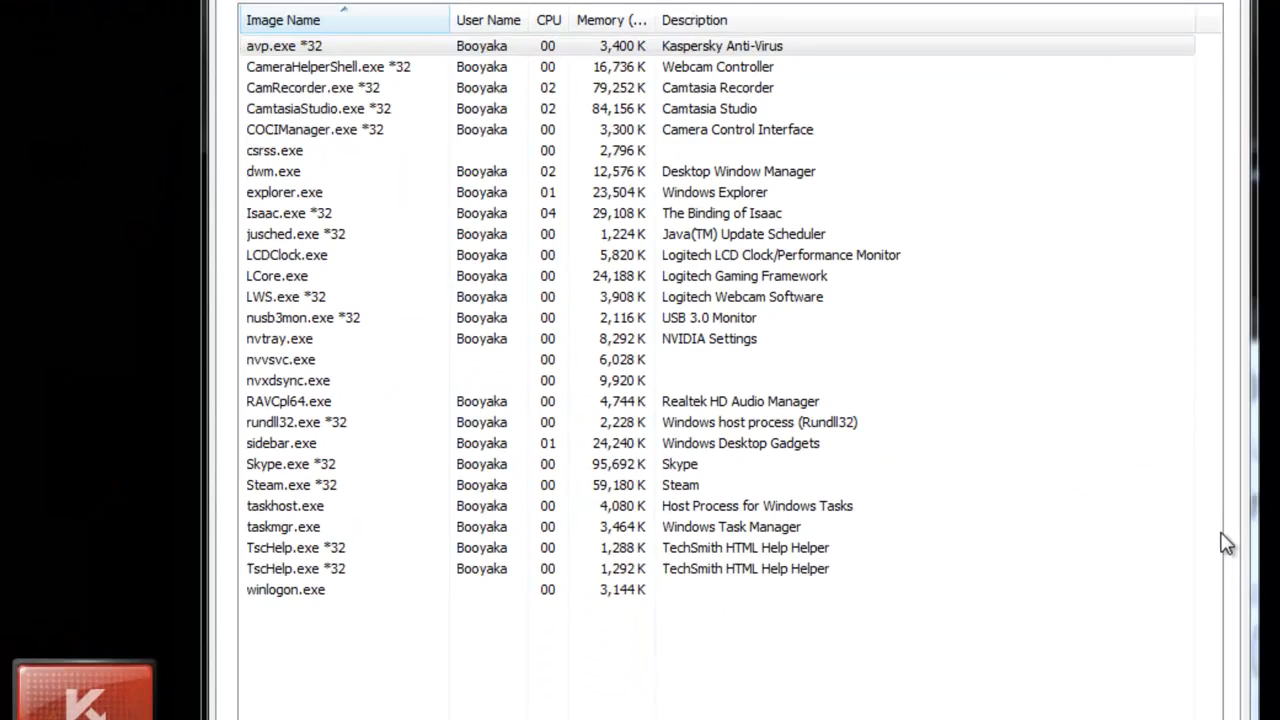 Image Name User Name CPU Memory (... Description
avp.exe *32 Booyaka 00 3,400 K Kaspersky Anti-Virus
CameraHelperShell.exe *32 Booyaka 00 16,736 K Webcam Controller
CamRecorder.exe *32 Booyaka 02 79,252 K Camtasia Recorder
CamtasiaStudio.exe *32 Booyaka 02 84,156 K Camtasia Studio
COCIManager.exe *32 Booyaka 00 3,300 K Camera Control Interface
csrss.exe 00 2,796 K
dwm.exe Booyaka 02 12,576 K Desktop Window Manager
explorer.exe Booyaka 01 23,504 K Windows Explorer
Isaac.exe *32 Booyaka 04 29,108 K The Binding of Isaac
jusched.exe *32 Booyaka 00 1,224 K Java(TM) Update Scheduler
LCDClock.exe Booyaka 00 5,820 K Logitech LCD Clock/Performance Monitor
LCore.exe Booyaka 00 24,188 K Logitech Gaming Framework
LWS.exe *32 Booyaka 00 3,908 K Logitech Webcam Software
nusb3mon.exe *32 Booyaka 00 2,116 K USB 3.0 Monitor
nvtray.exe Booyaka 00 8,292 K NVIDIA Settings
nvvsvc.exe 00 6,028 K
nvxdsync.exe 00 9,920 K
RAVCpl64.exe Booyaka 00 4,744 K Realtek HD Audio Manager
rundll32.exe *32 Booyaka 00 2,228 K Windows host process (Rundll32)
sidebar.exe Booyaka 01 24,240 K Windows Desktop Gadgets
Skype.exe *32 Booyaka 00 95,692 K Skype
Steam.exe *32 Booyaka 00 59,180 K Steam
taskhost.exe Booyaka 00 4,080 K Host Process for Windows Tasks
taskmgr.exe Booyaka 00 3,464 K Windows Task Manager
TscHelp.exe *32 Booyaka 00 1,288 K TechSmith HTML Help Helper
TscHelp.exe *32 Booyaka 00 1,292 K TechSmith HTML Help Helper
winlogon.exe 00 3,144 K